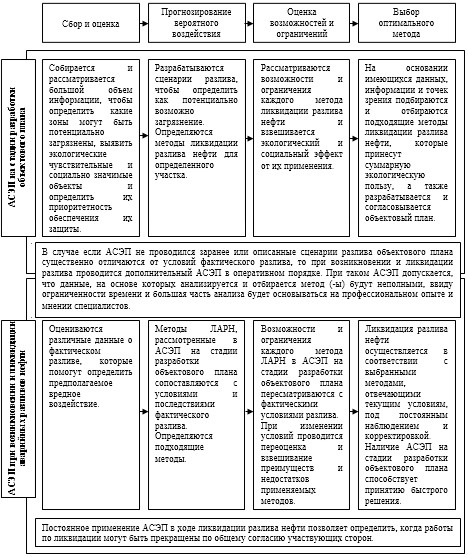 Сбор и оценка
Прогнозирование
вероятного
воздействия
Оценка
возможностей и
ограничений
Выбор
оптимального
метода
АСЭП на стадии разработки
объектового плана
Собирается и
рассматривается
большой объем
информации, чтобы
определить какие
зоны могут быть
потенциально
загрязнены, выявить
экологические
чувствительные и
социально значимые
объекты и
определить их
приоритетность
обеспечения их
защиты.
Разрабатываются
сценарии разлива,
чтобы определить
как потенциально
возможно
загрязнение.
Определяются
методы ликвидации
разлива нефти для
определенного
участка.
Рассматриваются
возможности и
ограничения
каждого метода
ликвидации разлива
нефти и
взвешивается
экологический и
социальный эффект
от их применения.
На основании
имеющихся данных,
информации и точек
зрения подбираются
и отбираются
подходящие методы
ликвидации разлива
нефти, которые
принесут
суммарную
экологическую
пользу, а также
разрабатывается и
согласовывается
объектовый план.
В случае если АСЭП не проводился заранее или описанные сценарии разлива объектового плана
существенно отличаются от условий фактического разлива, то при возникновении и ликвидации
разлива проводится дополнительный АСЭП в оперативном порядке. При таком АСЭП допускается,
что данные, на основе которых анализируется и отбирается метод (-ы) будут неполными, ввиду
ограниченности времени и большая часть анализа будет основываться на профессиональном опыте и
мнении специалистов.
АСЭП при возникновении и ликвидации
аварийных разливов нефти
Оцениваются
различные данные о
фактическом
разливе, которые
помогут определить
предполагаемое
вредное
воздействие.
Методы ЛАРН,
рассмотренные в
АСЭП на стадии
разработки
объектового плана
сопоставляются с
условиями и
последствиями
фактического
разлива.
Определяются
подходящие
методы.
Возможности и
ограничения
каждого метода
ЛАРН в АСЭП на
стадии разработки
объектового плана
пересматриваются с
фактическими
условиями разлива.
При изменении
условий проводится
переоценка и
взвешивание
преимуществ и
недостатков
применяемых
методов.
Ликвидация разлива
нефти
осуществляется в
соответствии с
выбранными
методами,
отвечающими
текущим условиям,
под постоянным
наблюдением и
корректировкой.
Наличие АСЭП на
стадии разработки
объектового плана
способствует
принятию быстрого
решения.
Постоянное применение АСЭП в ходе ликвидации разлива нефти позволяет определить, когда работы
по ликвидации могут быть прекращены по общему согласию участвующих сторон.